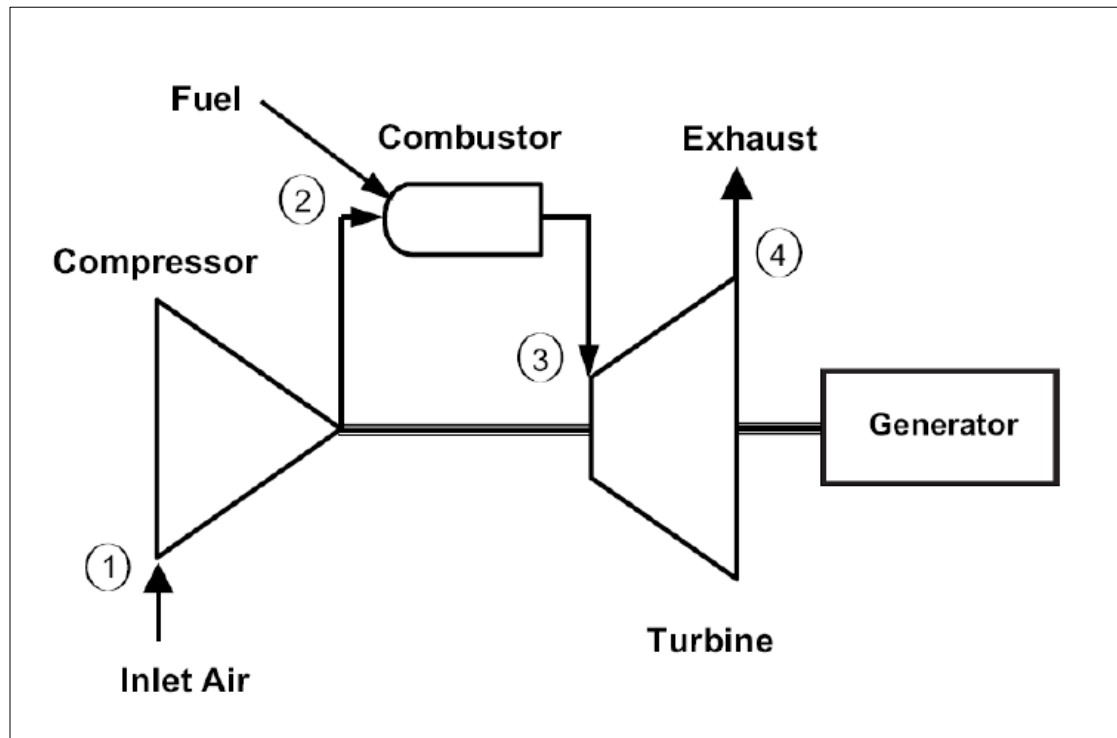 Fuel
Combustor
Exhaust
2
Compressor
4
3
Generator
1
Turbine
Inlet Air